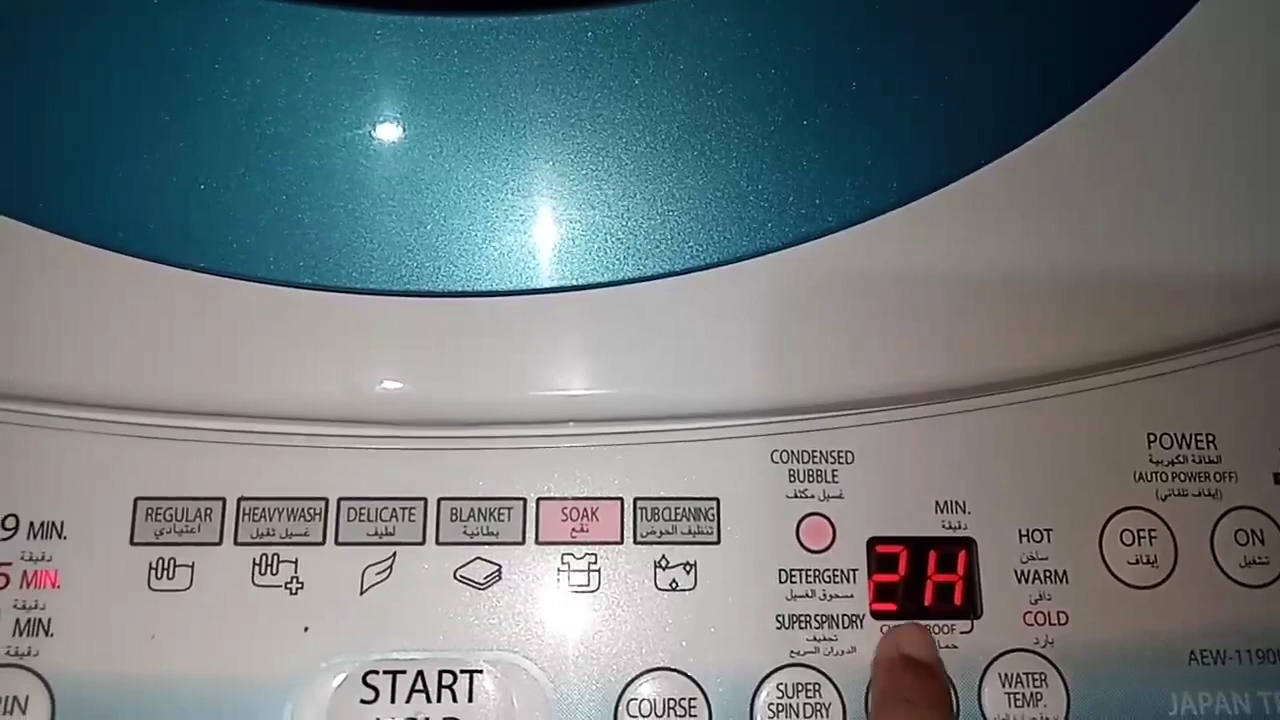 9 MIN.
دقيقة
5 MIN.
دقيقة
MIN.
دقيقة
REGULAR
اعتيادي
HEAVY WASH
غسيل ثقيل
DELICATE
لطيف
BLANKET
بطانية
SOAK
نقع
TUB CLEANING
تنظيف الحوض
START
COURSE
CONDENSED
BUBBLE
غسيل مكثف
DETERGENT
مسحوق الغسيل
SUPER SPIN DRY
تجفيف
الدوران السريع
MIN.
دقيقة
2H
HOT
ساخن
WARM
دافئ
COLD
بارد
SUPER
SPIN DRY
WATER
TEMP.
POWER
الطاقة الكهربية
(AUTO POWER OFF)
(إيقاف تلقائي)
OFF
إيقاف
ON
تشغيل
AEW-1190
JAPAN